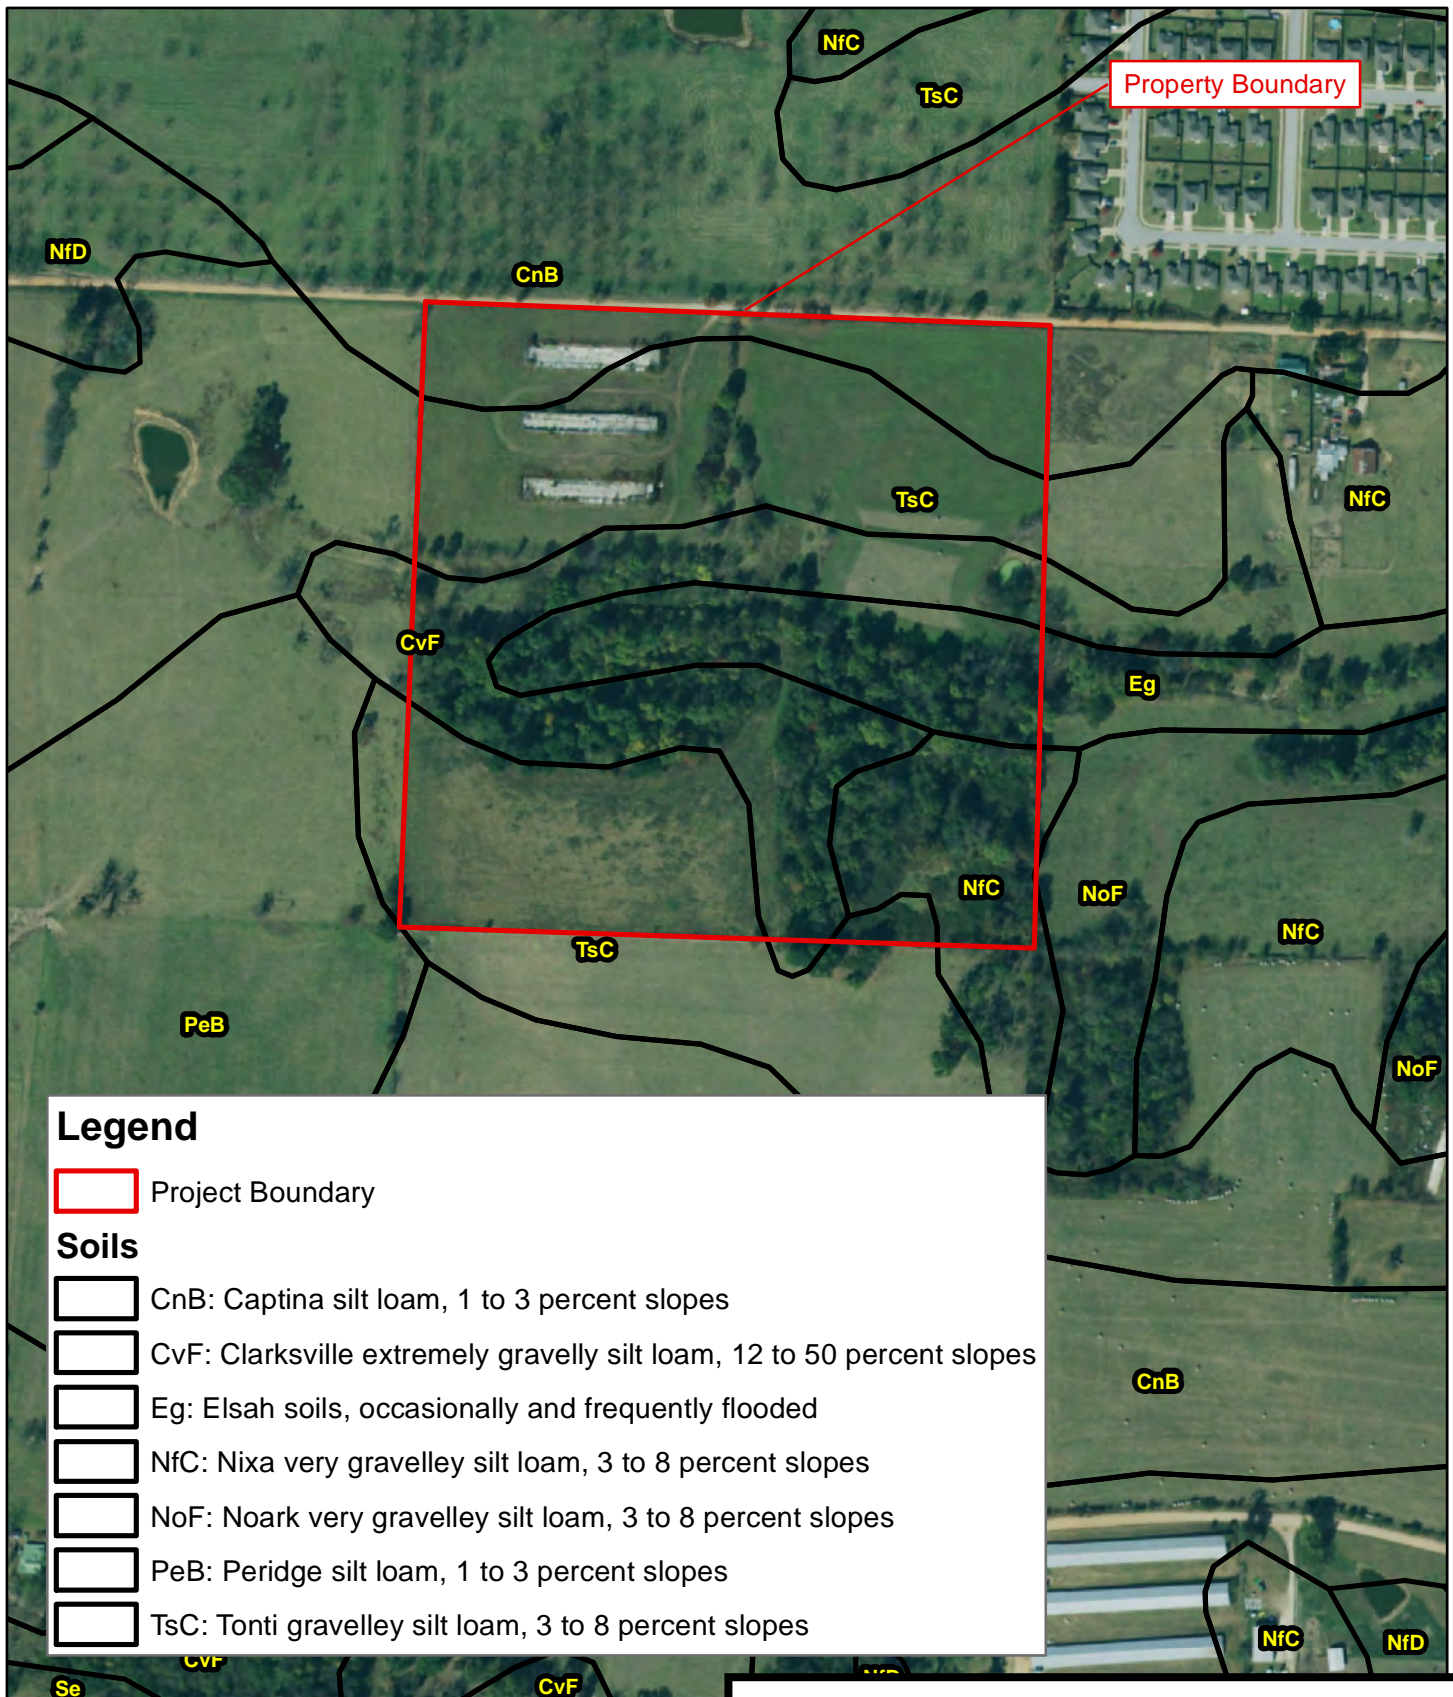 NfC
TsC
Property Boundary
NfD
CnB
TsC
NfC
CvF
Eg
NfC
NoF
NfC
TsC
PeB
NoF
Legend
Project Boundary
Soils
CnB: Captina silt loam, 1 to 3 percent slopes
CvF: Clarksville extremely gravelly silt loam, 12 to 50 percent slopes
Eg: Elsah soils, occasionally and frequently flooded
NfC: Nixa very gravelley silt loam, 3 to 8 percent slopes
NoF: Noark very gravelley silt loam, 3 to 8 percent slopes
PeB: Peridge silt loam, 1 to 3 percent slopes
TsC: Tonti gravelley silt loam, 3 to 8 percent slopes
CnB
NfC
NfD
CvF
NfD
Se
CvF